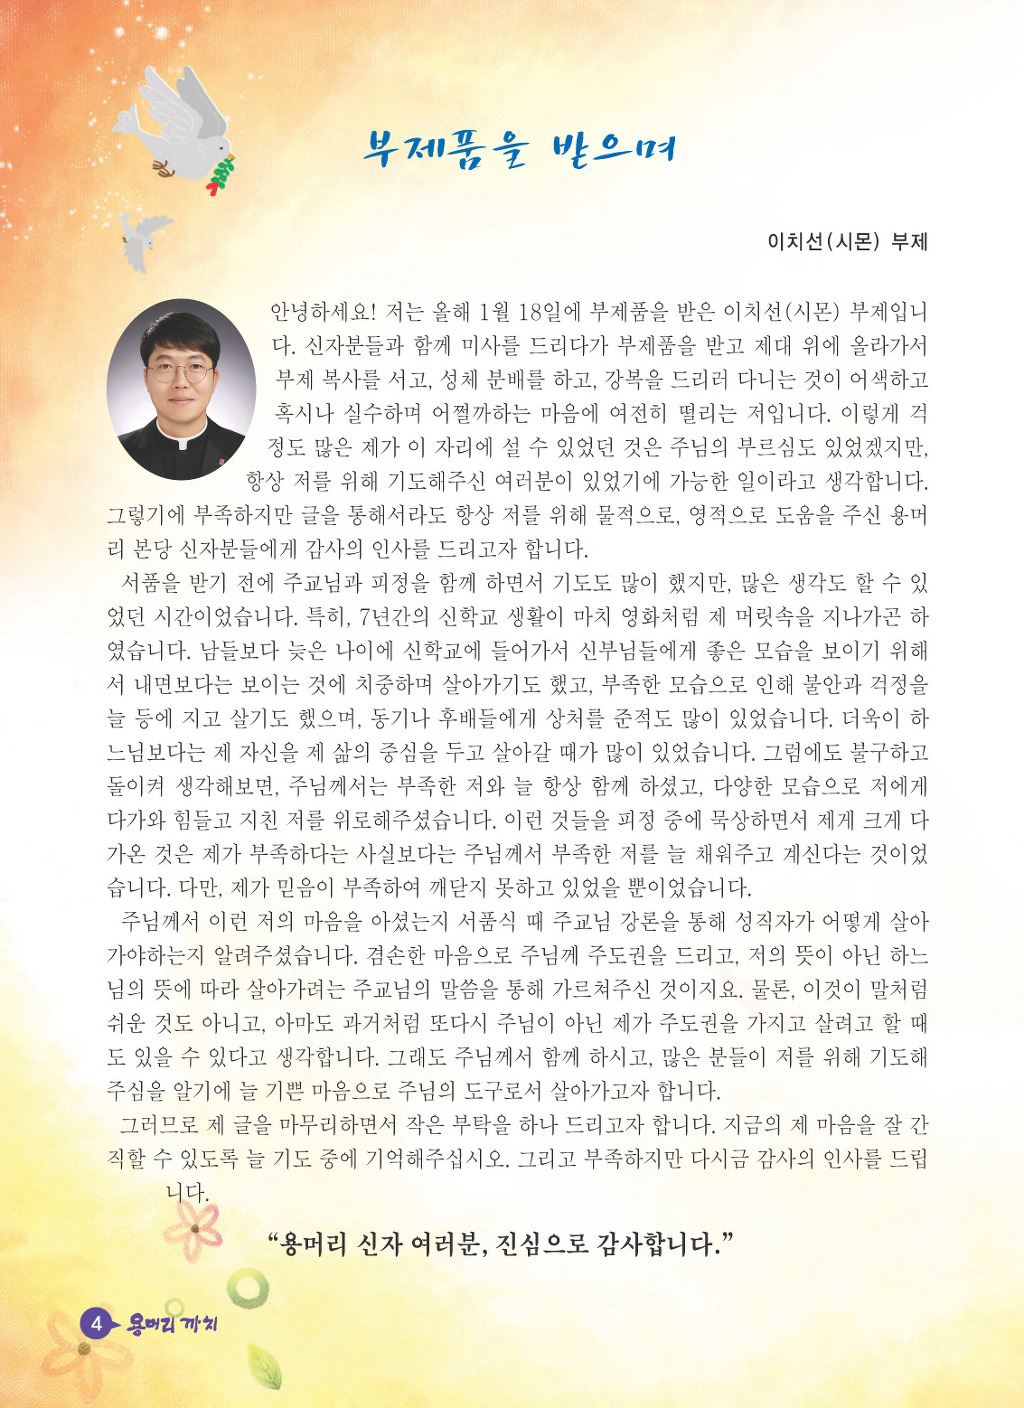 부제품을 받으며
이치선(시몬) 부제
안녕하세요! 저는 올해 1월 18일에 부제품을 받은 이치선(시몬) 부제입니
다. 신자분들과 함께 미사를 드리다가 부제품을 받고 제대 위에 올라가서
부제 복사를 서고, 성체 분배를 하고, 강복을 드리러 다니는 것이 어색하고
혹시나 실수하며 어쩔까하는 마음에 여전히 떨리는 저입니다. 이렇게 걱
정도 많은 제가 이 자리에 설 수 있었던 것은 주님의 부르심도 있었겠지만,
항상 저를 위해 기도해주신 여러분이 있었기에 가능한 일이라고 생각합니다.
그렇기에 부족하지만 글을 통해서라도 항상 저를 위해 물적으로, 영적으로 도움을 주신 용머
리 본당 신자분들에게 감사의 인사를 드리고자 합니다.
서품을 받기 전에 주교님과 피정을 함께 하면서 기도도 많이 했지만, 많은 생각도 할 수 있
었던 시간이었습니다. 특히, 7년간의 신학교 생활이 마치 영화처럼 제 머릿속을 지나가곤 하
였습니다. 남들보다 늦은 나이에 신학교에 들어가서 신부님들에게 좋은 모습을 보이기 위해
서 내면보다는 보이는 것에 치중하며 살아가기도 했고, 부족한 모습으로 인해 불안과 걱정을
늘 등에 지고 살기도 했으며, 동기나 후배들에게 상처를 준적도 많이 있었습니다. 더욱이 하
느님보다는 제 자신을 제 삶의 중심을 두고 살아갈 때가 많이 있었습니다. 그럼에도 불구하고
돌이켜 생각해보면, 주님께서는 부족한 저와 늘 항상 함께 하셨고, 다양한 모습으로 저에게
다가와 힘들고 지친 저를 위로해주셨습니다. 이런 것들을 피정 중에 묵상하면서 제게 크게 다
가온 것은 제가 부족하다는 사실보다는 주님께서 부족한 저를 늘 채워주고 계신다는 것이었
습니다. 다만, 제가 믿음이 부족하여 깨닫지 못하고 있었을 뿐이었습니다.
주님께서 이런 저의 마음을 아셨는지 서품식 때 주교님 강론을 통해 성직자가 어떻게 살아
가야하는지 알려주셨습니다. 겸손한 마음으로 주님께 주도권을 드리고, 저의 뜻이 아닌 하느
님의 뜻에 따라 살아가려는 주교님의 말씀을 통해 가르쳐주신 것이지요. 물론, 이것이 말처럼
쉬운 것도 아니고, 아마도 과거처럼 또다시 주님이 아닌 제가 주도권을 가지고 살려고 할 때
도 있을 수 있다고 생각합니다. 그래도 주님께서 함께 하시고, 많은 분들이 저를 위해 기도해
주심을 알기에 늘 기쁜 마음으로 주님의 도구로서 살아가고자 합니다.
그러므로 제 글을 마무리하면서 작은 부탁을 하나 드리고자 합니다. 지금의 제 마음을 잘 간
직할 수 있도록 늘 기도 중에 기억해주십시오. 그리고 부족하지만 다시금 감사의 인사를 드립
니다.
“용머리 신자 여러분, 진심으로 감사합니다.”
4 용머리 까치